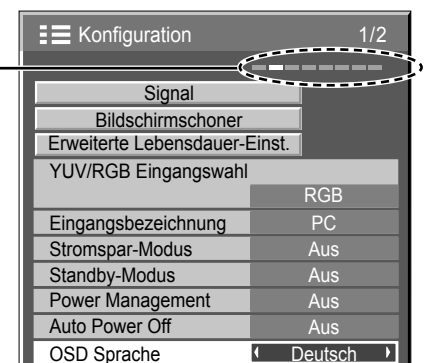 Konfiguration 1/2
Signal
Bildschirmschoner
Erweiterte Lebensdauer-Einst.
YUV/RGB Eingangswahl
RGB
Eingangsbezeichnung PC
Stromspar-Modus Aus
Standby-Modus Aus
Power Management Aus
Auto Power Off Aus
OSD Sprache Deutsch